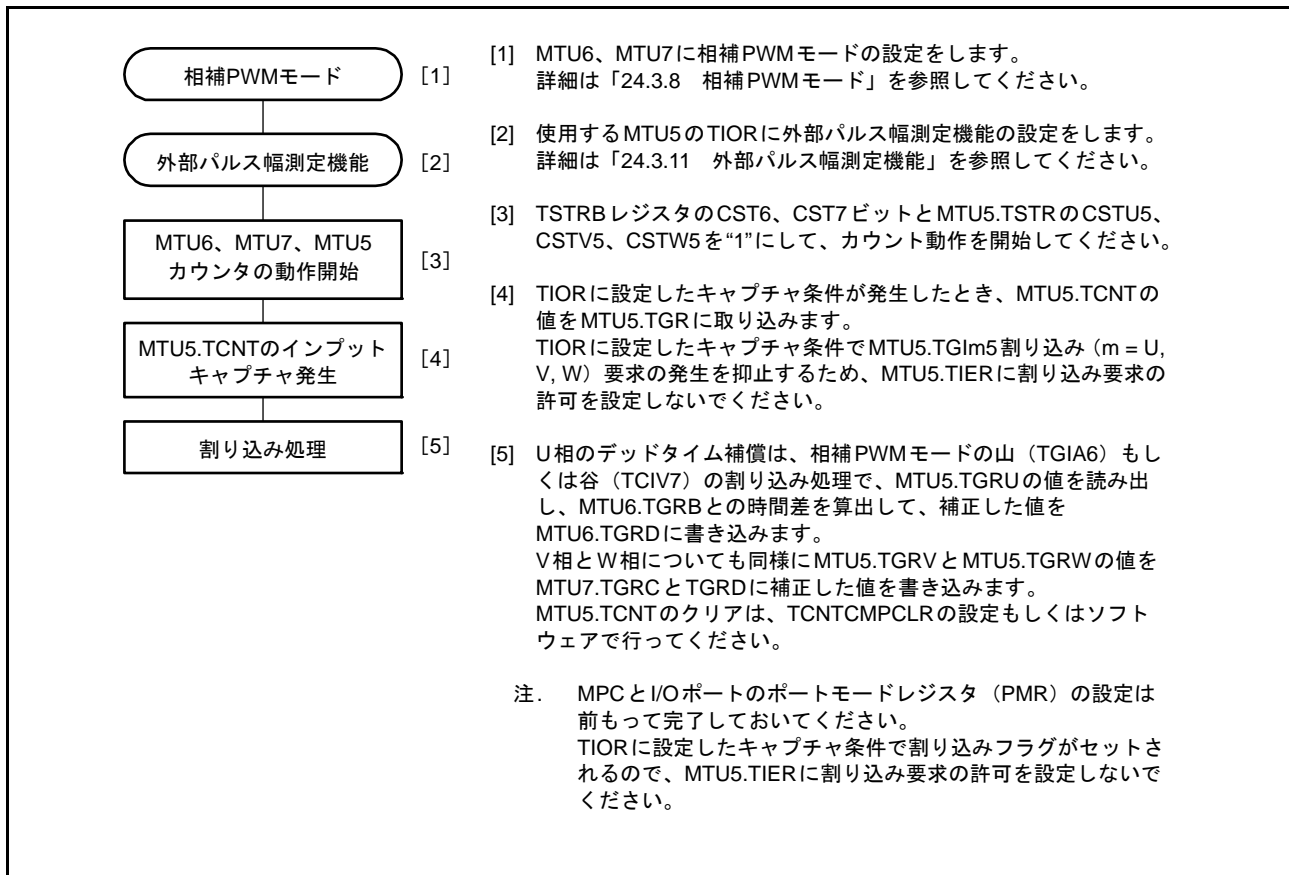 相補PWMモード [1]
外部パルス幅測定機能 [2]
MTU6、MTU7、MTU5
カウンタの動作開始 [3]
MTU5.TCNTのインプット
キャプチャ発生 [4]
割り込み処理 [5]
[1] MTU6、MTU7に相補PWMモードの設定をします。
詳細は「24.3.8 相補PWMモード」を参照してください。
[2] 使用するMTU5のTIORに外部パルス幅測定機能の設定をします。
詳細は「24.3.11 外部パルス幅測定機能」を参照してください。
[3] TSTRBレジスタのCST6、CST7ビットとMTU5.TSTRのCSTU5、
CSTV5、CSTW5を“1”にして、カウント動作を開始してください。
[4] TIORに設定したキャプチャ条件が発生したとき、MTU5.TCNTの
値をMTU5.TGRに取り込みます。
TIORに設定したキャプチャ条件でMTU5.TGIm5割り込み（m = U,
V, W）要求の発生を抑止するため、MTU5.TIERに割り込み要求の
許可を設定しないでください。
[5] U相のデッドタイム補償は、相補PWMモードの山（TGIA6）もし
くは谷（TCIV7）の割り込み処理で、MTU5.TGRUの値を読み出
し、MTU6.TGRBとの時間差を算出して、補正した値を
MTU6.TGRDに書き込みます。
V相とW相についても同様にMTU5.TGRVとMTU5.TGRWの値を
MTU7.TGRCとTGRDに補正した値を書き込みます。
MTU5.TCNTのクリアは、TCNTCMPCLRの設定もしくはソフト
ウェアで行ってください。
注. MPCとI/Oポートのポートモードレジスタ（PMR）の設定は
前もって完了しておいてください。
TIORに設定したキャプチャ条件で割り込みフラグがセットさ
れるので、MTU5.TIERに割り込み要求の許可を設定しないで
ください。